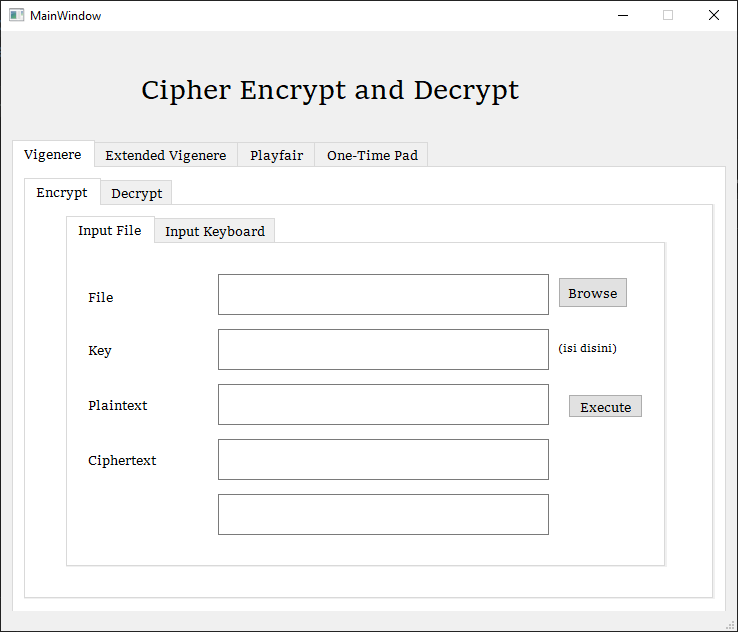 MainWindow
Cipher Encrypt and Decrypt
Vigenere Extended Vigenere Playfair One-Time Pad
Encrypt Decrypt
Input File Input Keyboard
File Browse
Key (isi disini)
Plaintext Execute
Ciphertext